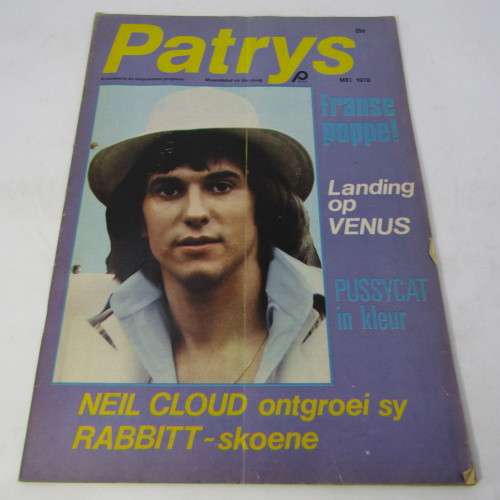 Patrys
MEI 1978
Franse
poppe!
Landing
op
VENUS
PUSSYCAT
in kleur
NEIL CLOUD ontgroei sy
RABBITT-skoene